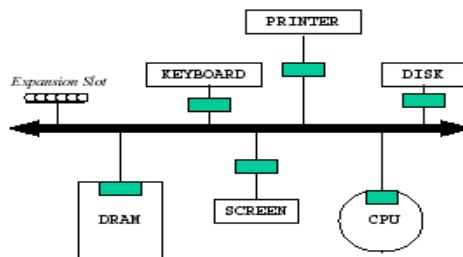 PRINTER
Expansion Slot
KEYBOARD
DISK
DRAM
SCREEN
CPU